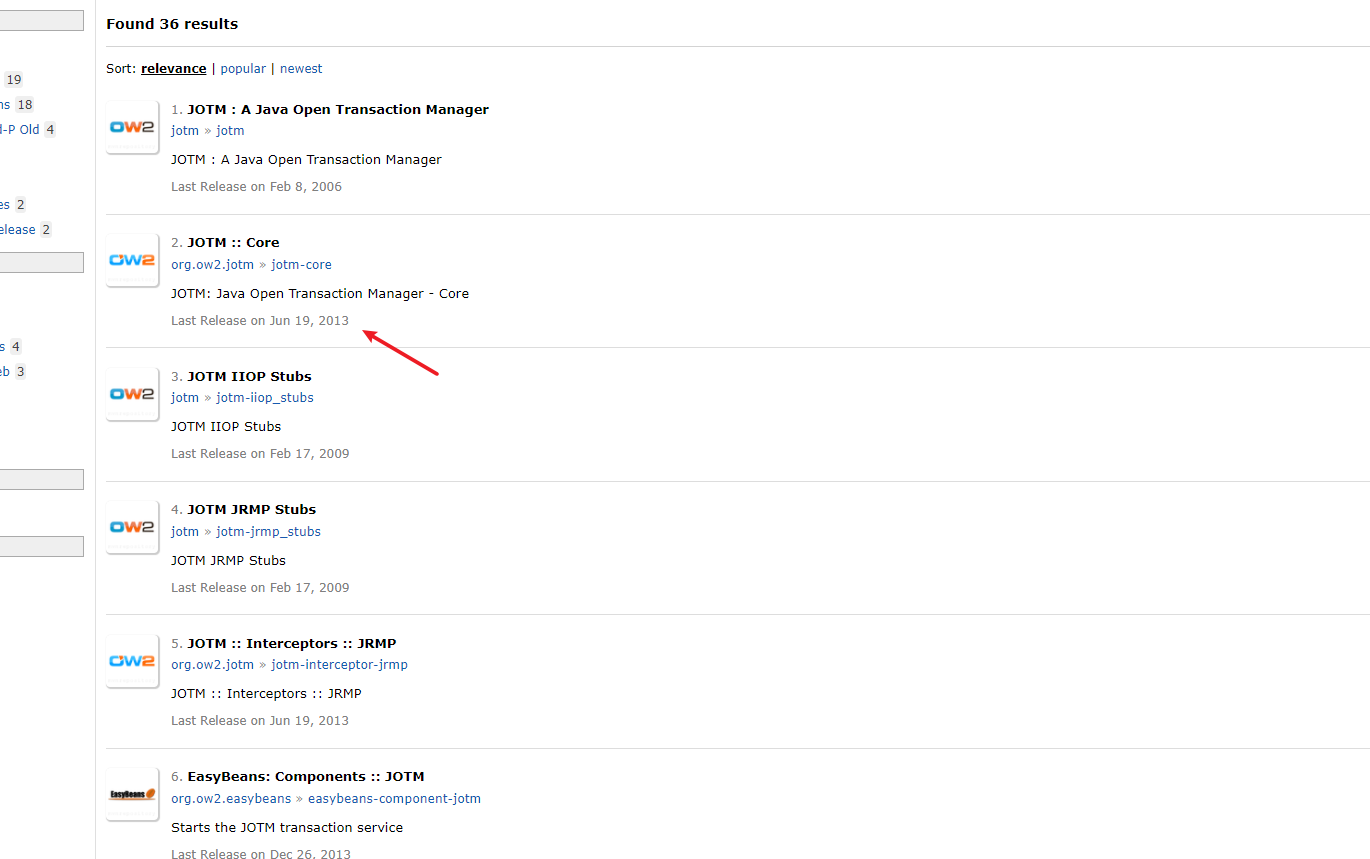 Found 36 results
Sort: relevance | popular | newest
19
ns 18
d-P Old 4
es 2
elease 2
s 4
eb 3
OW2
1. JOTM : A Java Open Transaction Manager
jotm » jotm
JOTM : A Java Open Transaction Manager
Last Release on Feb 8, 2006
OW2
2. JOTM :: Core
org.ow2.jotm » jotm-core
JOTM: Java Open Transaction Manager - Core
Last Release on Jun 19, 2013
OW2
3. JOTM IIOP Stubs
jotm » jotm-iiop_stubs
JOTM IIOP Stubs
Last Release on Feb 17, 2009
OW2
4. JOTM JRMP Stubs
jotm » jotm-jrmp_stubs
JOTM JRMP Stubs
Last Release on Feb 17, 2009
OW2
5. JOTM :: Interceptors :: JRMP
org.ow2.jotm » jotm-interceptor-jrmp
JOTM :: Interceptors :: JRMP
Last Release on Jun 19, 2013
EasyBeans
6. EasyBeans: Components :: JOTM
org.ow2.easybeans » easybeans-component-jotm
Starts the JOTM transaction service
Last Release on Dec 26, 2013